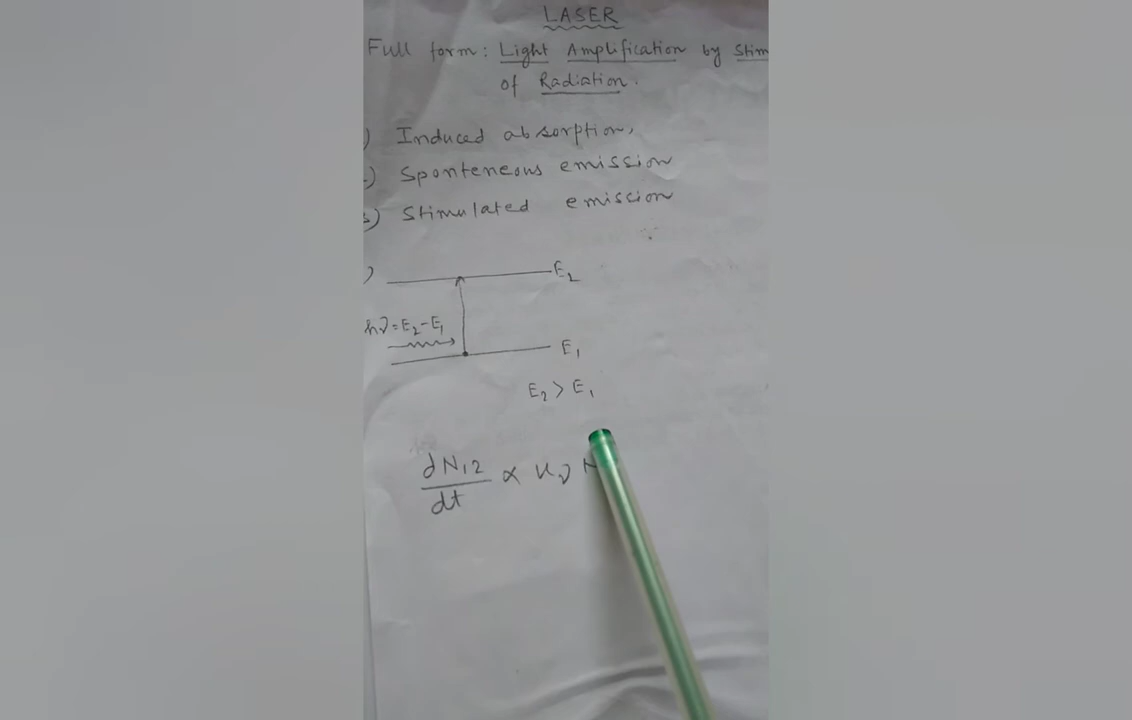 LASER
Full form: Light Amplification by Stim
of Radiation.
) Induced absorption,
) Sponteneous emission
) Stimulated emission
) E2
hν = E2-E1
E1
E2 > E1
dN12/dt ∝ uν N